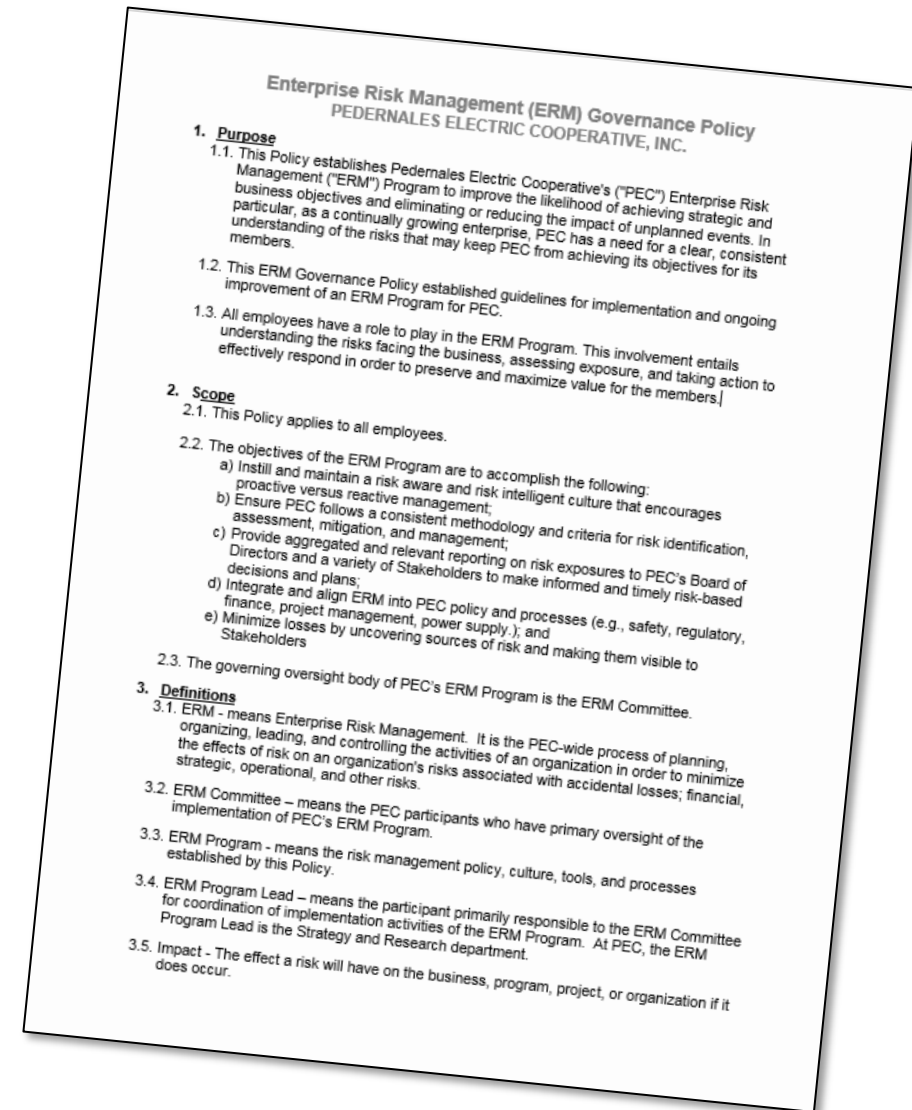 Enterprise Risk Management (ERM) Governance Policy
PEDERNALES ELECTRIC COOPERATIVE, INC.
1. Purpose
1.1. This Policy establishes Pedernales Electric Cooperative's ("PEC") Enterprise Risk
Management ("ERM") Program to improve the likelihood of achieving strategic and
business objectives and eliminating or reducing the impact of unplanned events. In
particular, as a continually growing enterprise, PEC has a need for a clear, consistent
understanding of the risks that may keep PEC from achieving its objectives for its
members.
1.2. This ERM Governance Policy established guidelines for implementation and ongoing
improvement of an ERM Program for PEC.
1.3. All employees have a role to play in the ERM Program. This involvement entails
understanding the risks facing the business, assessing exposure, and taking action to
effectively respond in order to preserve and maximize value for the members.
2. Scope
2.1. This Policy applies to all employees.
2.2. The objectives of the ERM Program are to accomplish the following:
a) Instill and maintain a risk aware and risk intelligent culture that encourages
proactive versus reactive management;
b) Ensure PEC follows a consistent methodology and criteria for risk identification,
assessment, mitigation, and management;
c) Provide aggregated and relevant reporting on risk exposures to PEC's Board of
Directors and a variety of Stakeholders to make informed and timely risk-based
decisions and plans;
d) Integrate and align ERM into PEC policy and processes (e.g., safety, regulatory,
finance, project management, power supply.); and
e) Minimize losses by uncovering sources of risk and making them visible to
Stakeholders
2.3. The governing oversight body of PEC's ERM Program is the ERM Committee.
3. Definitions
3.1. ERM - means Enterprise Risk Management. It is the PEC-wide process of planning,
organizing, leading, and controlling the activities of an organization in order to minimize
the effects of risk on an organization's risks associated with accidental losses; financial,
strategic, operational, and other risks.
3.2. ERM Committee – means the PEC participants who have primary oversight of the
implementation of PEC's ERM Program.
3.3. ERM Program - means the risk management policy, culture, tools, and processes
established by this Policy.
3.4. ERM Program Lead – means the participant primarily responsible to the ERM Committee
for coordination of implementation activities of the ERM Program. At PEC, the ERM
Program Lead is the Strategy and Research department.
3.5. Impact - The effect a risk will have on the business, program, project, or organization if it
does occur.